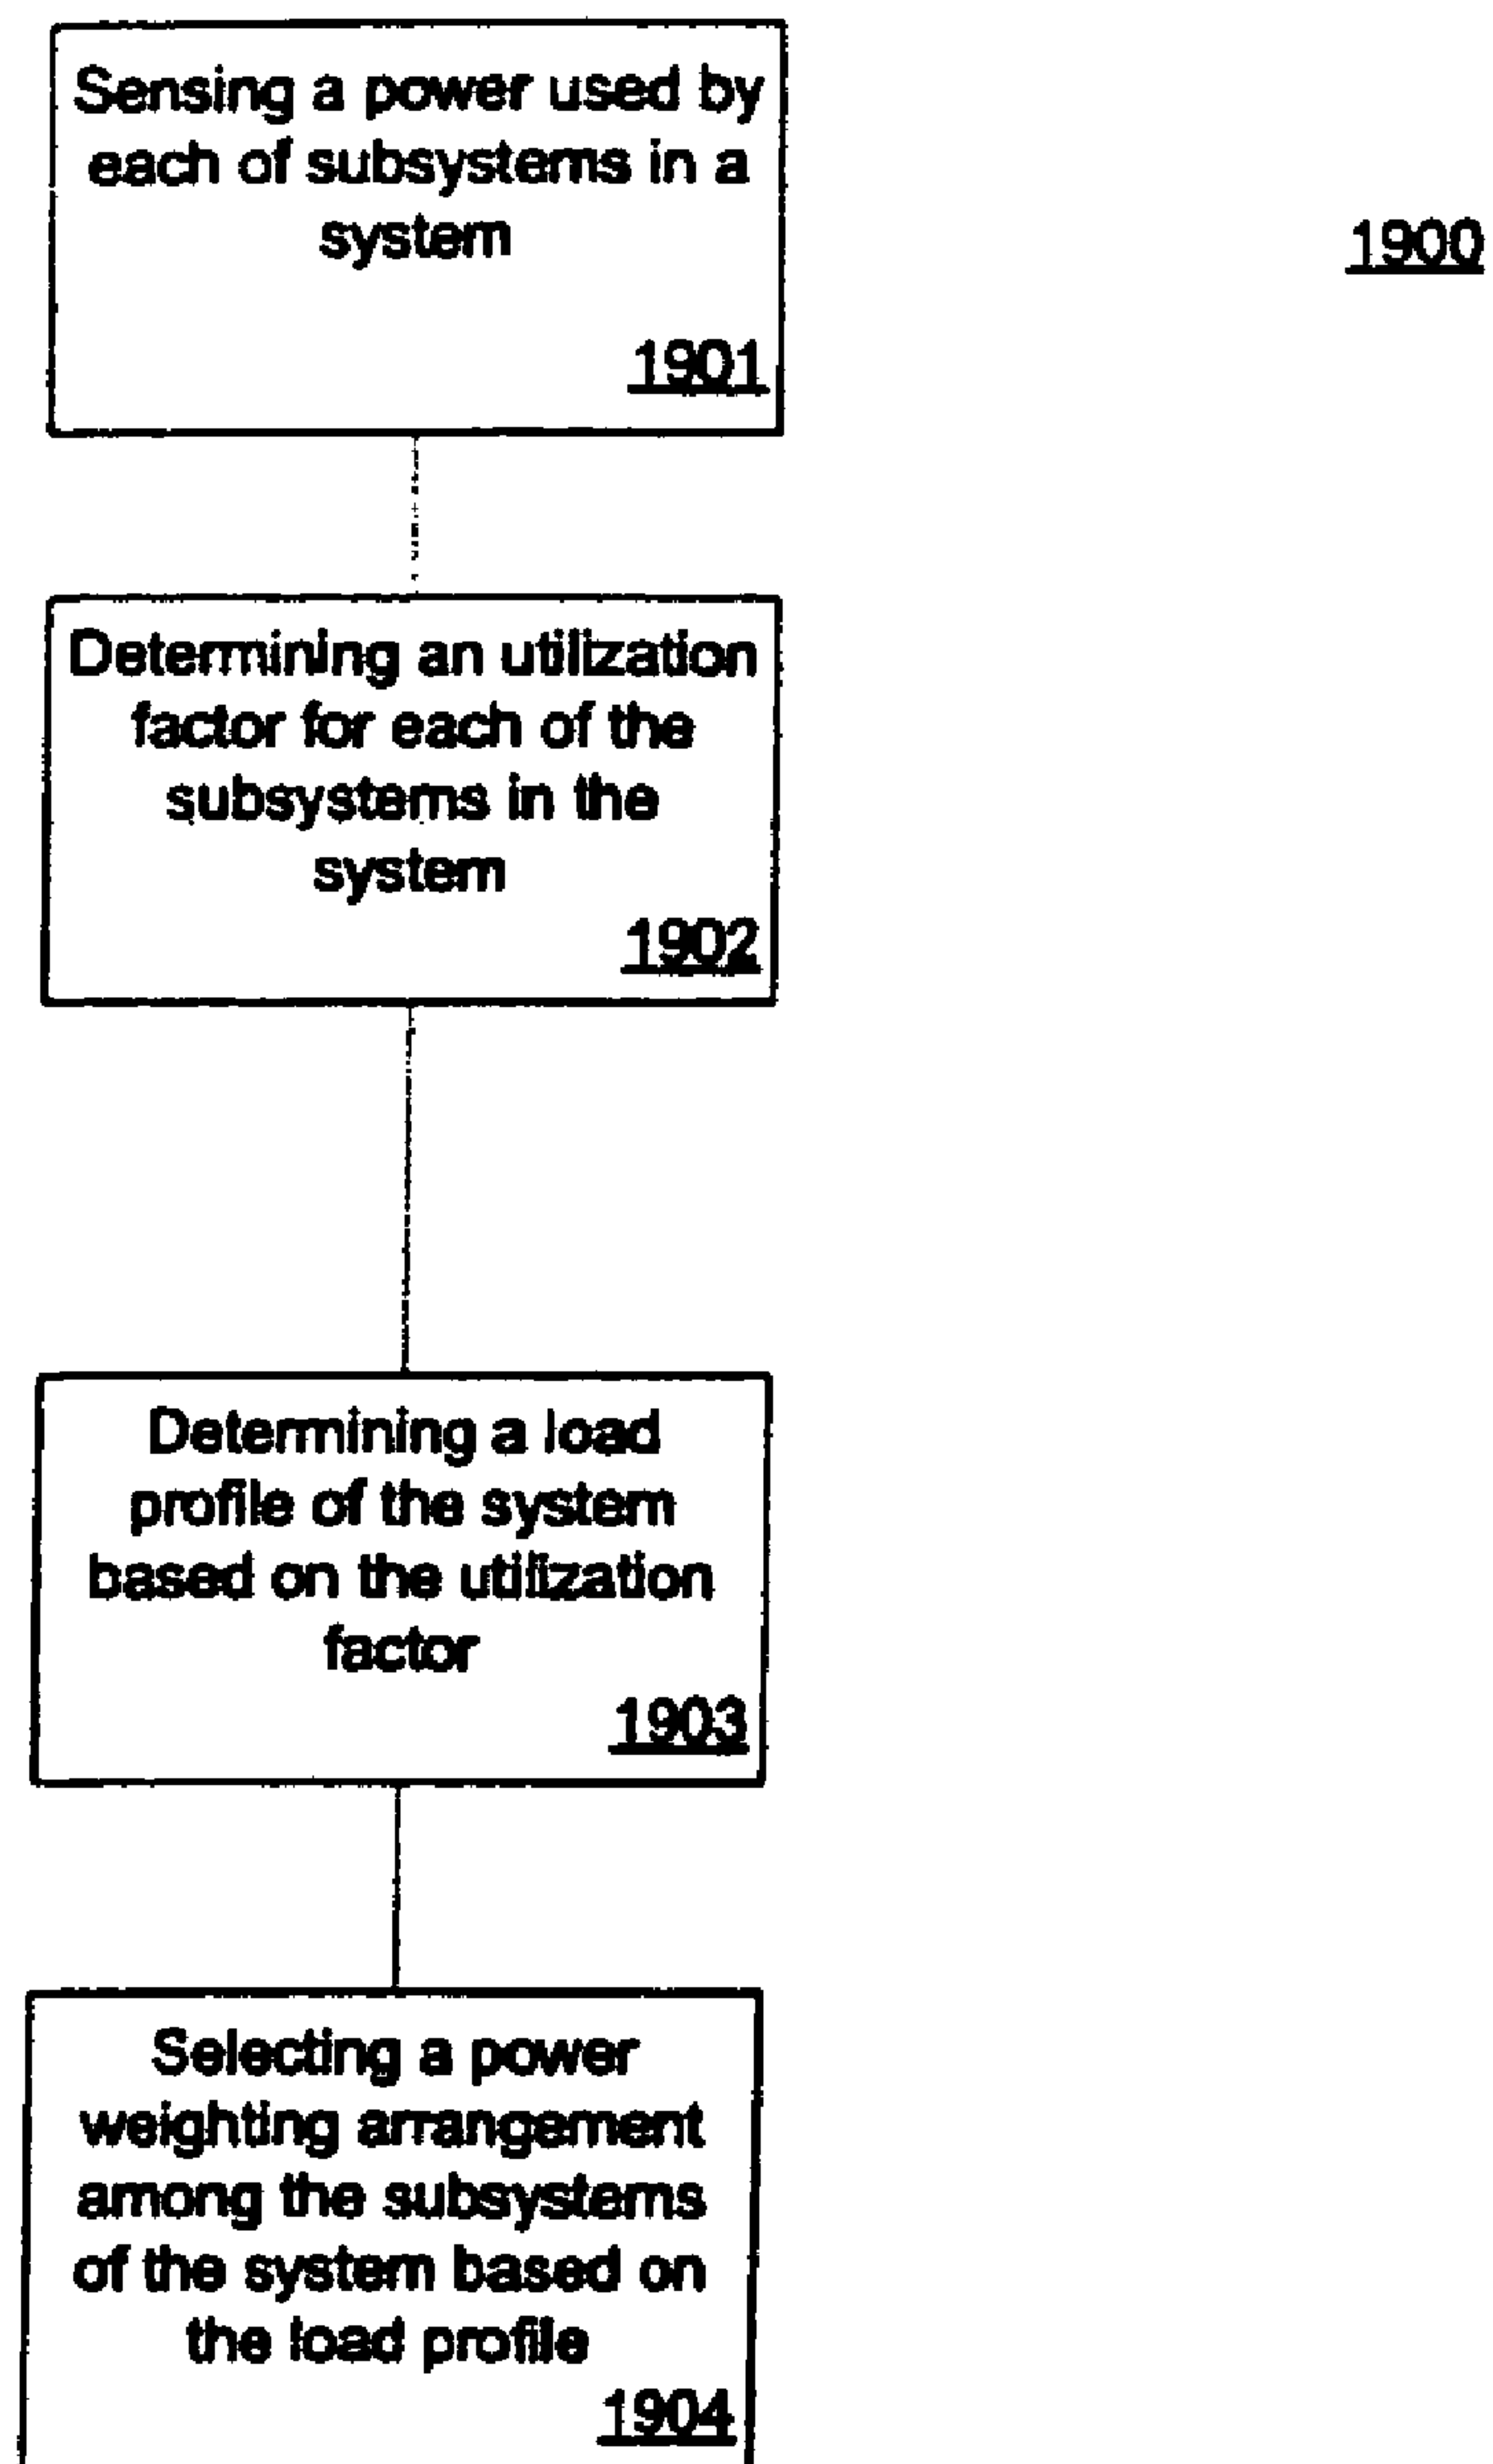 Sensing a power used by
each of subsystems in a
system
1900
1901
Determining an utilization
factor for each of the
subsystems in the
system
1902
Determining a load
profile of the system
based on the utilization
factor
1903
Selecting a power
weighting arrangement
among the subsystems
of the system based on
the load profile
1904